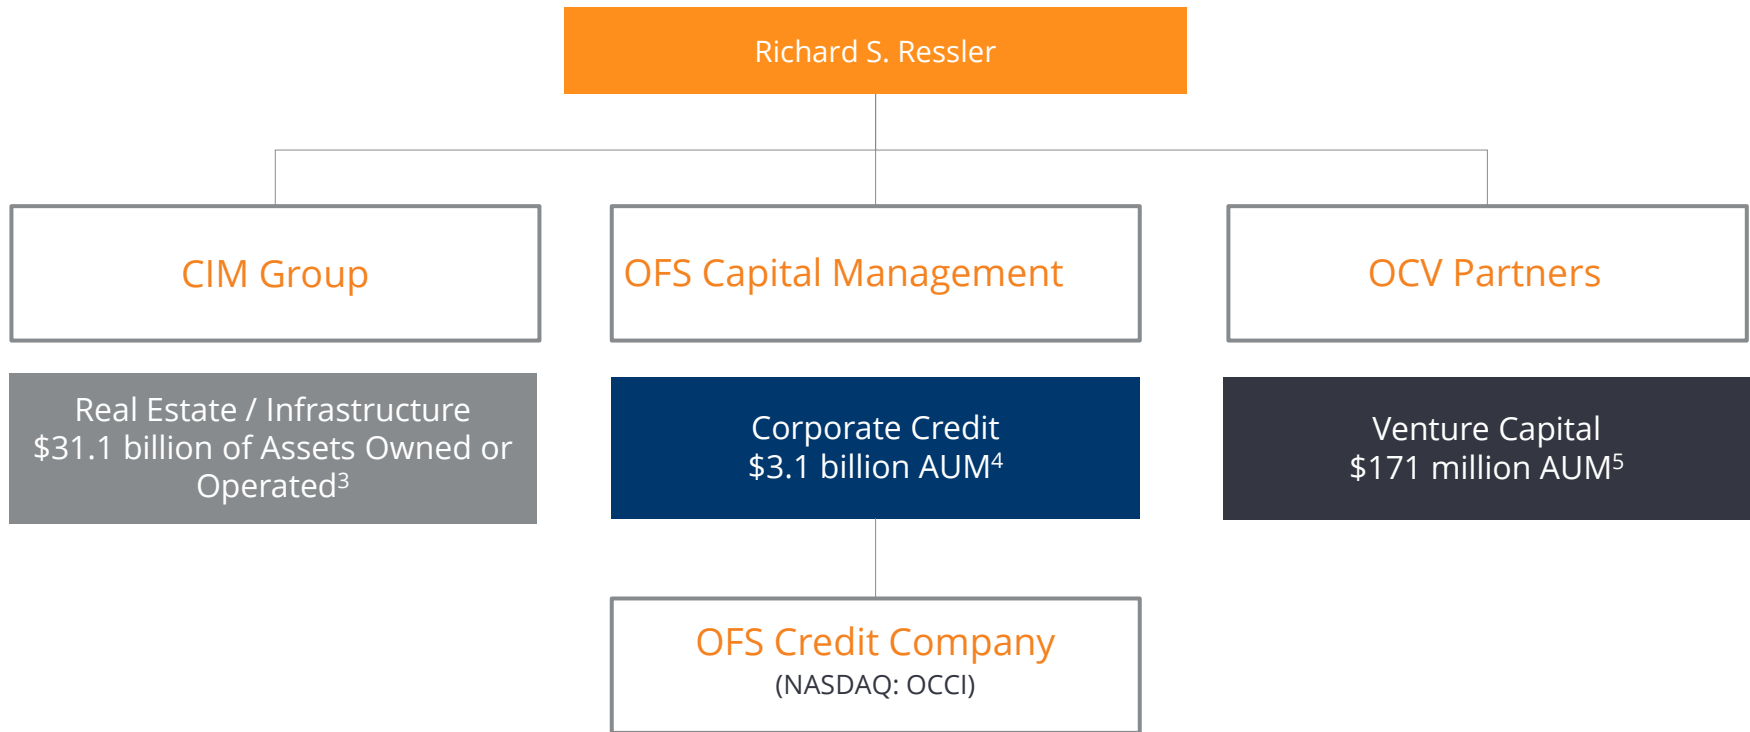 Richard S. Ressler
CIM Group
OFS Capital Management
OCV Partners
Real Estate / Infrastructure
$31.1 billion of Assets Owned or
Operated³
Corporate Credit
$3.1 billion AUM⁴
Venture Capital
$171 million AUM⁵
OFS Credit Company
(NASDAQ: OCCI)